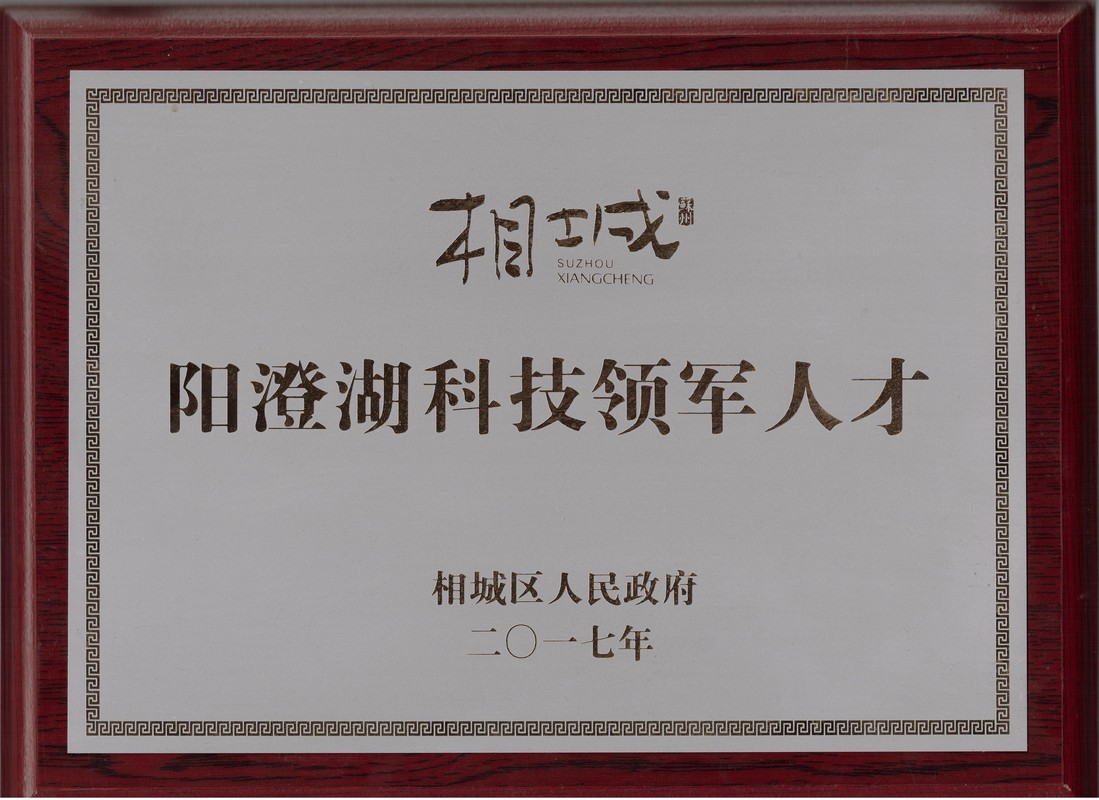 相城
蘇州
SUZHOU
XIANGCHENG
阳澄湖科技领军人才
相城区人民政府
二〇一七年